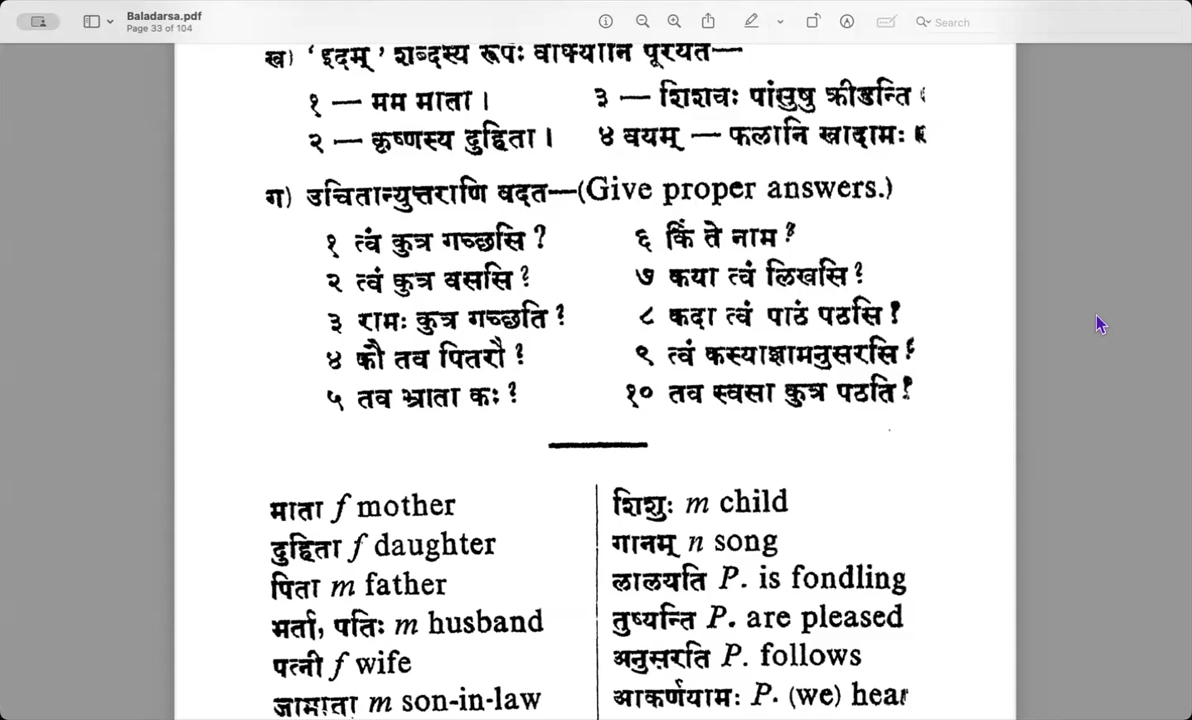 Baladarsa.pdf
Page 33 of 104
Search
ख) 'इदम्' शब्दस्य रूपैः वाक्यानि पूरयत—
१ — मम माता।
२ — कृष्णस्य दुहिता।
३ — शिशवः पांसुषु क्रीडन्ति
४ वयम् — फलानि खादामः
ग) उचितान्युत्तराणि वदत—(Give proper answers.)
१ त्वं कुत्र गच्छसि?
२ त्वं कुत्र वससि?
३ रामः कुत्र गच्छति?
४ कौ तव पितरौ?
५ तव भ्राता कः?
६ किं ते नाम?
७ कया त्वं लिखसि?
८ कदा त्वं पाठं पठसि?
९ त्वं कस्याज्ञामनुसरसि?
१० तव स्वसा कुत्र पठति?
माता f mother
दुहिता f daughter
पिता m father
भर्ता, पतिः m husband
पत्नी f wife
जामाता m son-in-law
शिशुः m child
गानम् n song
लालयति P. is fondling
तुष्यन्ति P. are pleased
अनुसरति P. follows
आकर्णयामः P. (we) hear